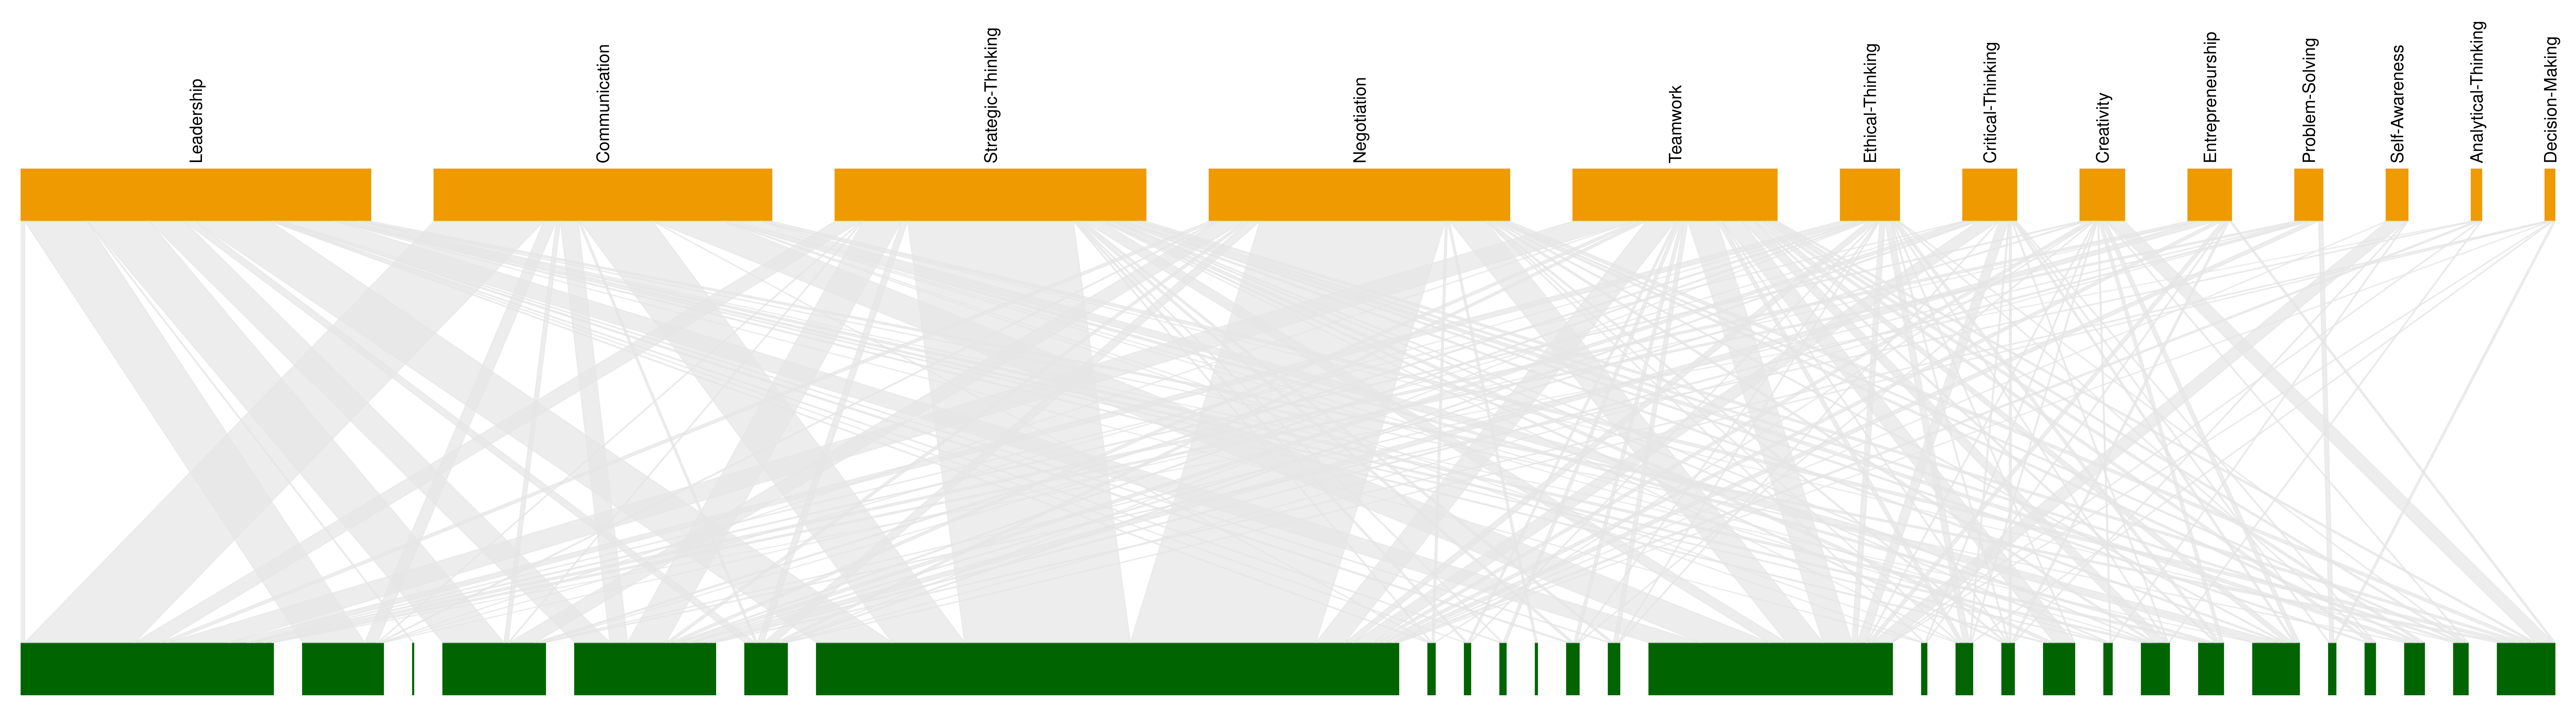 Leadership
Communication
Strategic-Thinking
Negotiation
Teamwork
Ethical-Thinking
Critical-Thinking
Creativity
Entrepreneurship
Problem-Solving
Self-Awareness
Analytical-Thinking
Decision-Making